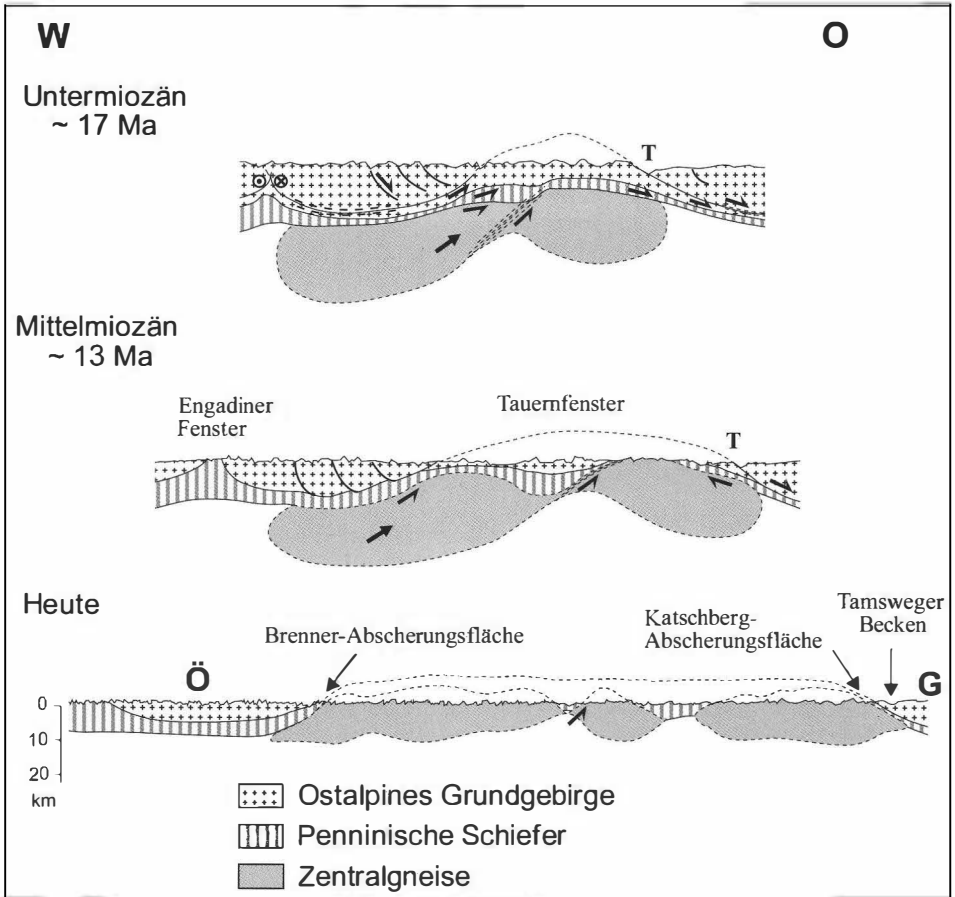 W
O
Untermiozän
~ 17 Ma
T
Mittelmiozän
~ 13 Ma
Engadiner
Fenster
Tauernfenster
T
Heute
Brenner-Abscherungsfläche
Katschberg-
Abscherungsfläche
Tamsweger
Becken
Ö
G
0
10
20
km
Ostalpines Grundgebirge
Penninische Schiefer
Zentralgneise